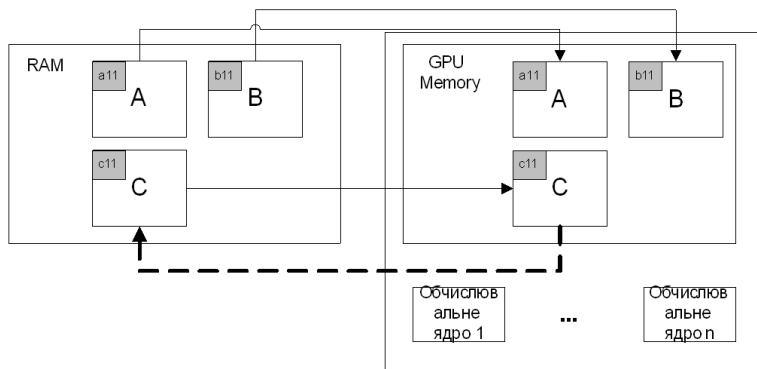 RAM
a11
A
b11
B
c11
C
GPU
Memory
a11
A
b11
B
c11
C
Обчислюв
альне
ядро 1
...
Обчислюв
альне
ядро n